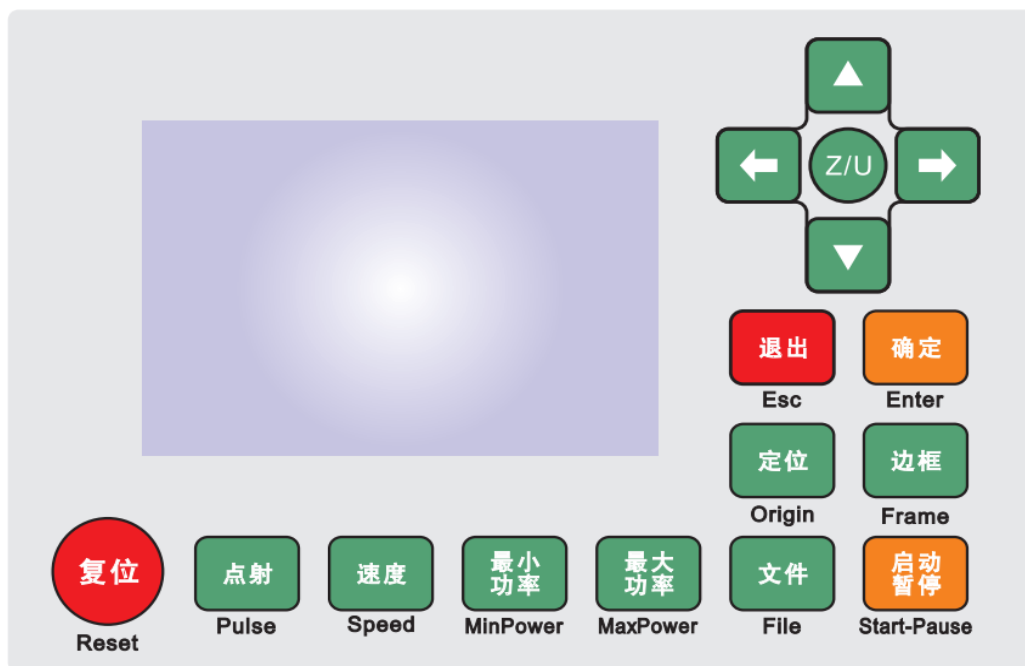 Z/U
退出
确定
Esc
Enter
定位
边框
Origin
Frame
复位
点射
速度
最小
功率
最大
功率
文件
启动
暂停
Reset
Pulse
Speed
MinPower
MaxPower
File
Start-Pause